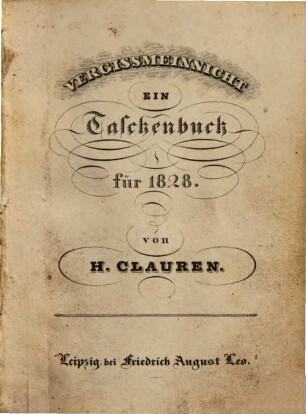 VERGISSMEINNICHT
EIN
Taschenbuch
für 1828.
VON
H. CLAUREN.
Leipzig bei Friedrich August Leo.